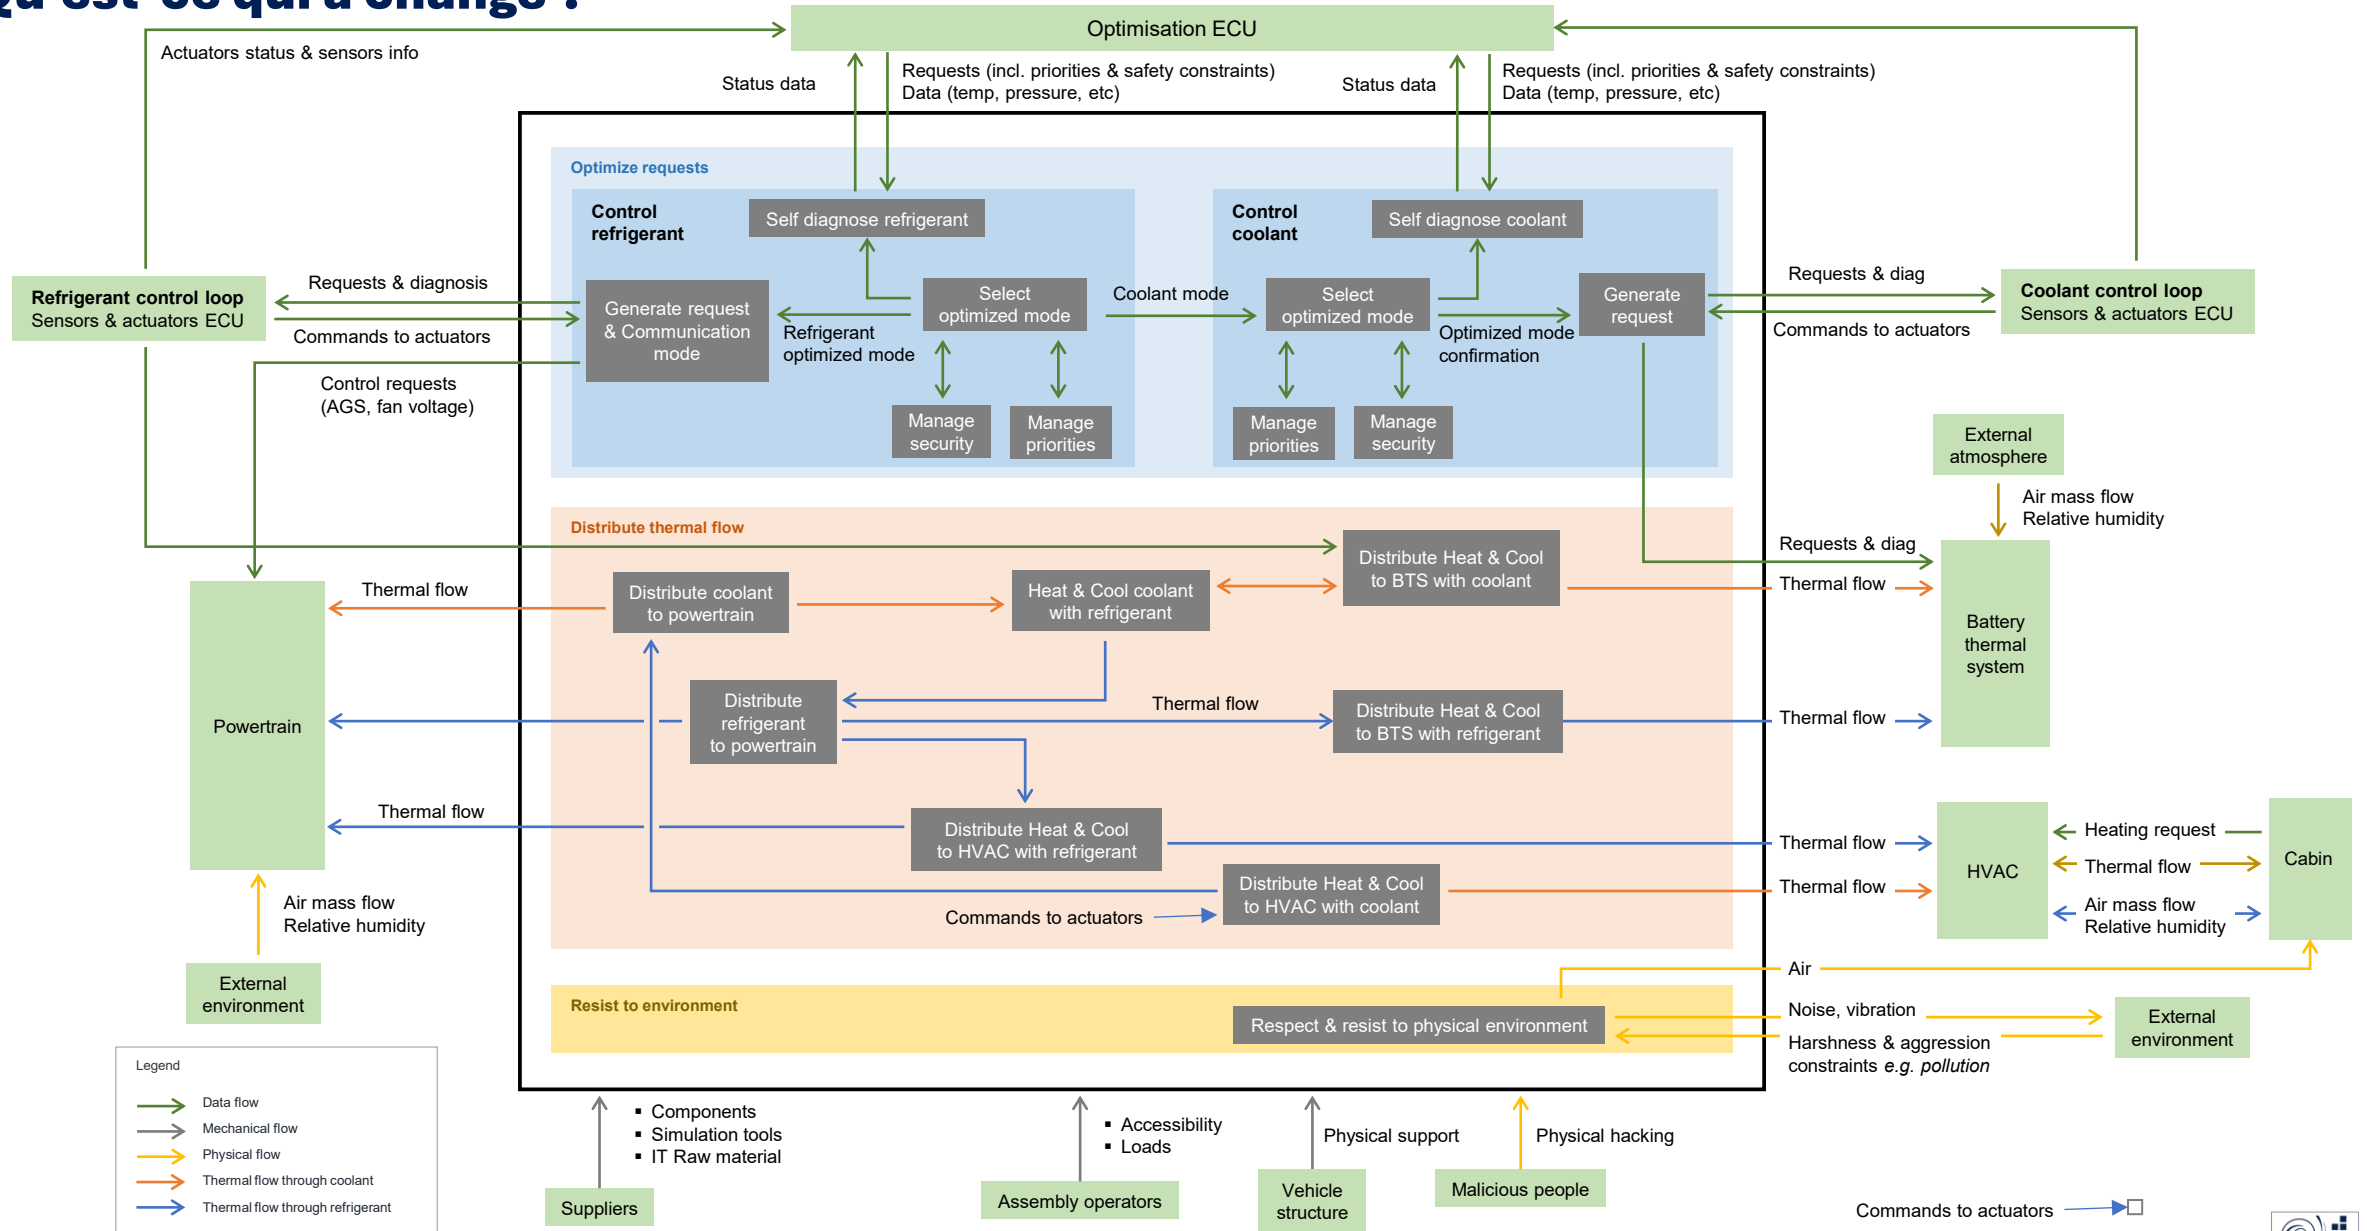 Qu'est-ce qui a changé ?
Optimisation ECU
Actuators status & sensors info
Status data
Requests (incl. priorities & safety constraints)
Data (temp, pressure, etc)
Status data
Requests (incl. priorities & safety constraints)
Data (temp, pressure, etc)
Optimize requests
Control
refrigerant
Self diagnose refrigerant
Control
coolant
Self diagnose coolant
Refrigerant control loop
Sensors & actuators ECU
Requests & diagnosis
Commands to actuators
Control requests
(AGS, fan voltage)
Generate request
& Communication
mode
Refrigerant
optimized mode
Select
optimized mode
Coolant mode
Select
optimized mode
Optimized mode
confirmation
Generate
request
Requests & diag
Commands to actuators
Coolant control loop
Sensors & actuators ECU
Manage
security
Manage
priorities
Manage
priorities
Manage
security
External
atmosphere
Air mass flow
Relative humidity
Distribute thermal flow
Distribute Heat & Cool
to BTS with coolant
Requests & diag
Thermal flow
Thermal flow
Distribute coolant
to powertrain
Heat & Cool coolant
with refrigerant
Battery
thermal
system
Powertrain
Distribute
refrigerant
to powertrain
Thermal flow
Distribute Heat & Cool
to BTS with refrigerant
Thermal flow
Thermal flow
Distribute Heat & Cool
to HVAC with refrigerant
Thermal flow
Distribute Heat & Cool
to HVAC with coolant
Thermal flow
Commands to actuators
HVAC
Heating request
Thermal flow
Air mass flow
Relative humidity
Cabin
Air mass flow
Relative humidity
External
environment
Air
Resist to environment
Respect & resist to physical environment
Noise, vibration
Harshness & aggression
constraints e.g. pollution
External
environment
Legend
Data flow
Mechanical flow
Physical flow
Thermal flow through coolant
Thermal flow through refrigerant
▪ Components
▪ Simulation tools
▪ IT Raw material
Suppliers
▪ Accessibility
▪ Loads
Assembly operators
Physical support
Vehicle
structure
Physical hacking
Malicious people
Commands to actuators